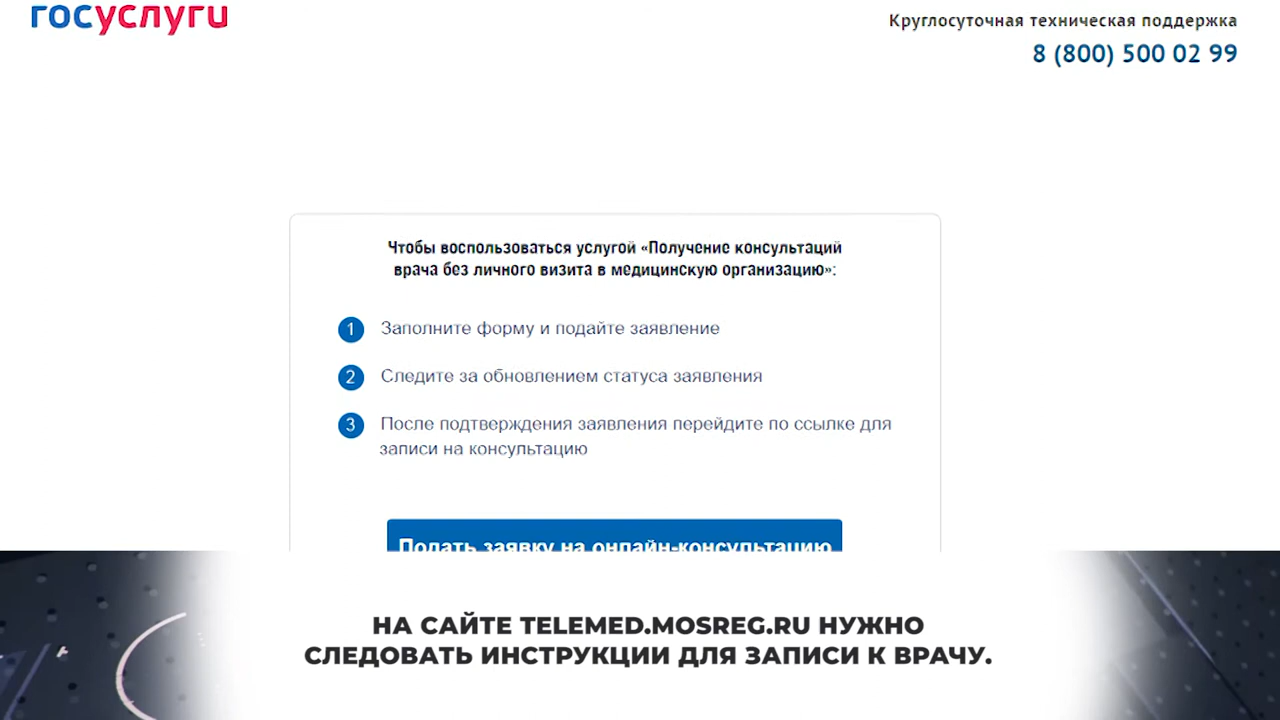 госуслуги
Круглосуточная техническая поддержка
8 (800) 500 02 99
Чтобы воспользоваться услугой «Получение консультаций
врача без личного визита в медицинскую организацию»:
1 Заполните форму и подайте заявление
2 Следите за обновлением статуса заявления
3 После подтверждения заявления перейдите по ссылке для
записи на консультацию
Подать заявку на онлайн-консультацию
НА САЙТЕ TELEMED.MOSREG.RU НУЖНО
СЛЕДОВАТЬ ИНСТРУКЦИИ ДЛЯ ЗАПИСИ К ВРАЧУ.